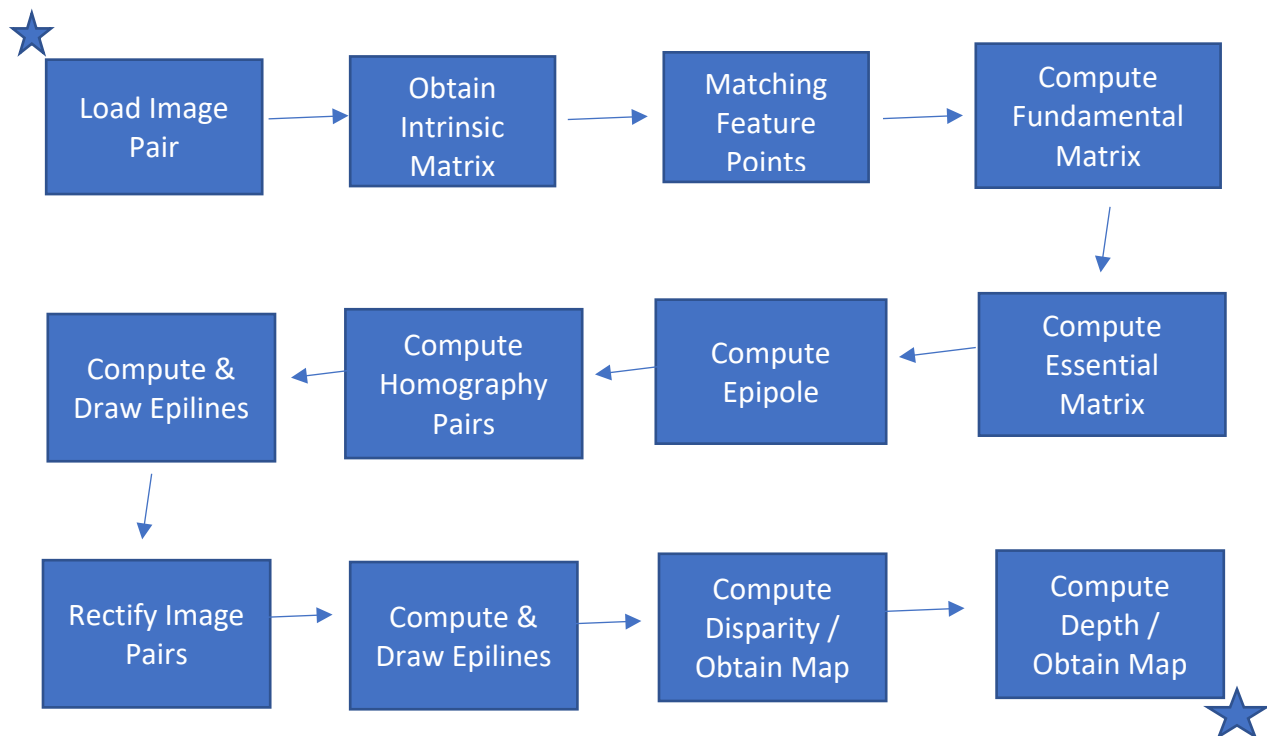 Load Image
Pair
Obtain
Intrinsic
Matrix
Matching
Feature
Points
Compute
Fundamental
Matrix
Compute
Essential
Matrix
Compute
Epipole
Compute
Homography
Pairs
Compute &
Draw Epilines
Rectify Image
Pairs
Compute &
Draw Epilines
Compute
Disparity /
Obtain Map
Compute
Depth /
Obtain Map